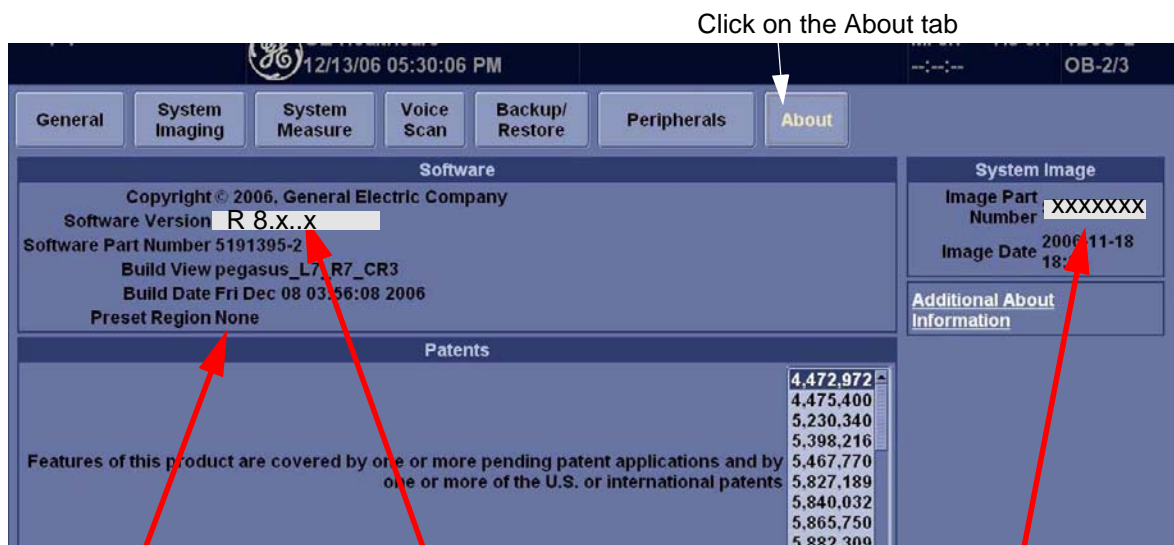 Click on the About tab
12/13/06 05:30:06 PM
--:--:--
OB-2/3
General
System
Imaging
System
Measure
Voice
Scan
Backup/
Restore
Peripherals
About
Software
Copyright © 2006, General Electric Company
Software Version R 8.x..x
Software Part Number 5191395-2
Build View pegasus_L7_R7_CR3
Build Date Fri Dec 08 03:56:08 2006
Preset Region None
System Image
Image Part
Number xxxxxxx
Image Date 2006-11-18
18:
Additional About
Information
Patents
Features of this product are covered by one or more pending patent applications and by
one or more of the U.S. or international patents
4,472,972
4,475,400
5,230,340
5,398,216
5,467,770
5,827,189
5,840,032
5,865,750
5,882,309